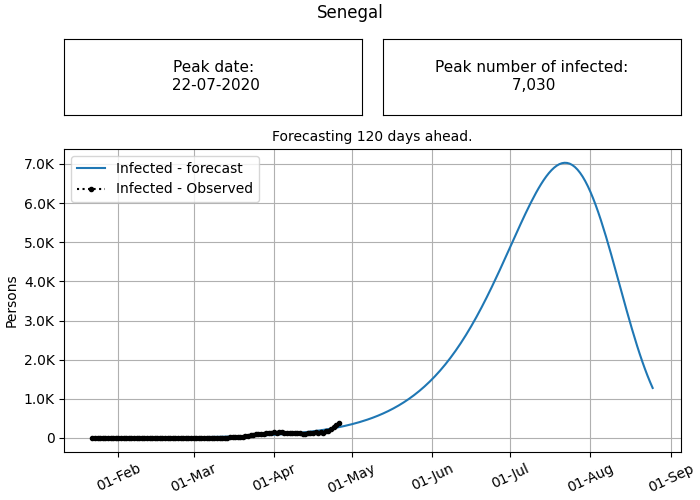 Senegal
Peak date:
22-07-2020
Peak number of infected:
7,030
Forecasting 120 days ahead.
Infected - forecast
Infected - Observed
7.0K
6.0K
5.0K
4.0K
3.0K
2.0K
1.0K
0
Persons
01-Feb
01-Mar
01-Apr
01-May
01-Jun
01-Jul
01-Aug
01-Sep